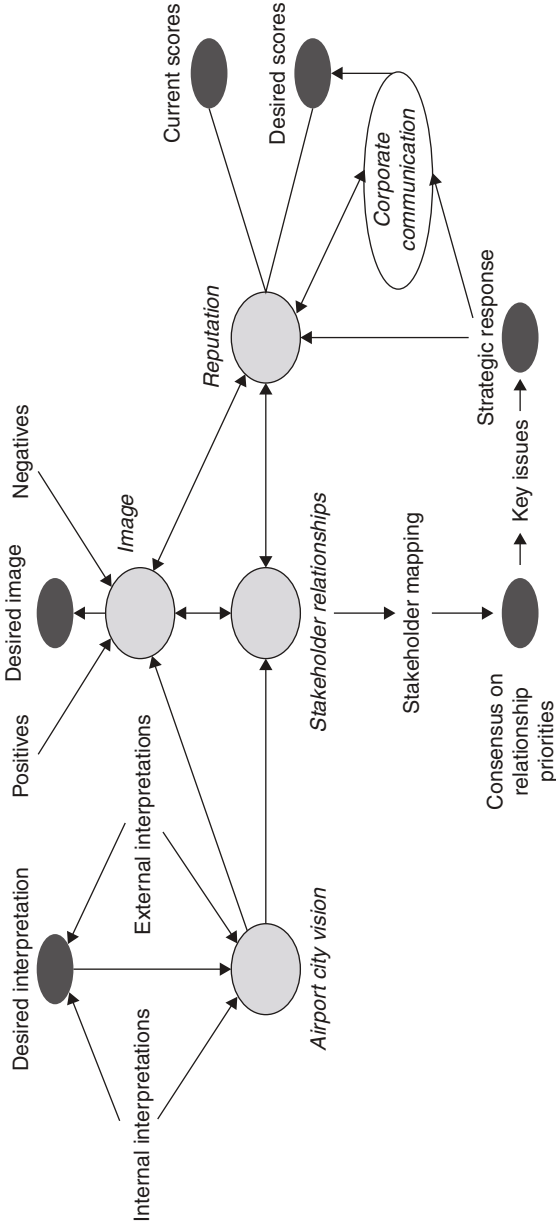 Desired interpretation
Internal interpretations
External interpretations
Airport city vision
Positives
Desired image
Negatives
Image
Stakeholder relationships
Stakeholder mapping
Consensus on
relationship
priorities
Key issues
Strategic response
Reputation
Current scores
Desired scores
Corporate
communication